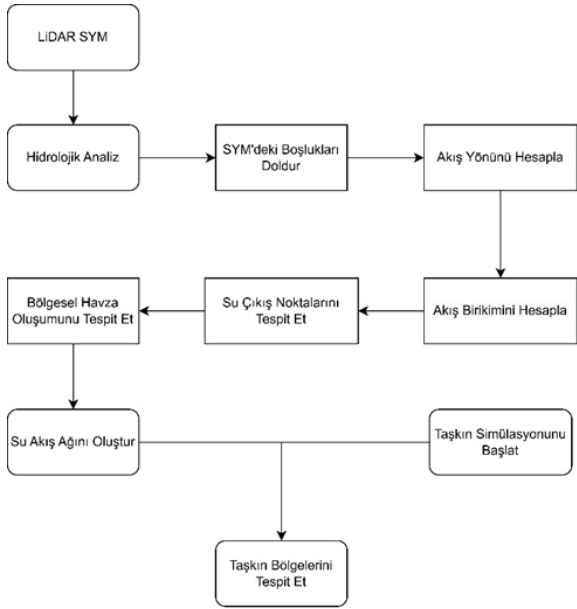 LiDAR SYM
Hidrolojik Analiz
SYM'deki Boşlukları
Doldur
Akış Yönünü Hesapla
Akış Birikimini Hesapla
Su Çıkış Noktalarını
Tespit Et
Bölgesel Havza
Oluşumunu Tespit Et
Su Akış Ağını Oluştur
Taşkın Simülasyonunu
Başlat
Taşkın Bölgelerini
Tespit Et